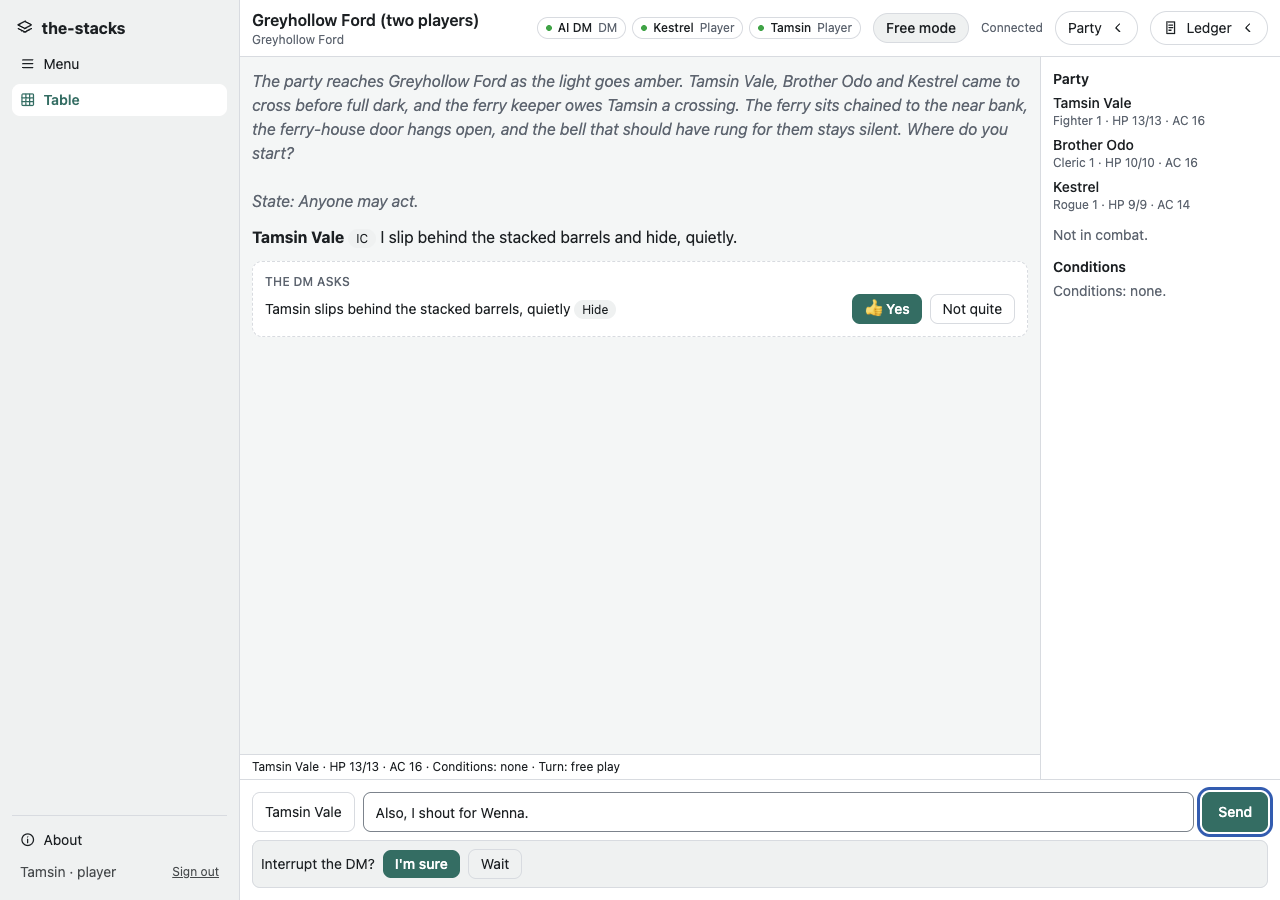 the-stacks
Menu
Table
About
Tamsin · player
Sign out
Greyhollow Ford (two players)
Greyhollow Ford
AI DM DM
Kestrel Player
Tamsin Player
Free mode
Connected
Party
Ledger
The party reaches Greyhollow Ford as the light goes amber. Tamsin Vale, Brother Odo and Kestrel came to
cross before full dark, and the ferry keeper owes Tamsin a crossing. The ferry sits chained to the near bank,
the ferry-house door hangs open, and the bell that should have rung for them stays silent. Where do you
start?
State: Anyone may act.
Tamsin Vale IC I slip behind the stacked barrels and hide, quietly.
THE DM ASKS
Tamsin slips behind the stacked barrels, quietly Hide
👍 Yes
Not quite
Party
Tamsin Vale
Fighter 1 · HP 13/13 · AC 16
Brother Odo
Cleric 1 · HP 10/10 · AC 16
Kestrel
Rogue 1 · HP 9/9 · AC 14
Not in combat.
Conditions
Conditions: none.
Tamsin Vale · HP 13/13 · AC 16 · Conditions: none · Turn: free play
Tamsin Vale
Also, I shout for Wenna.
Send
Interrupt the DM?
I'm sure
Wait